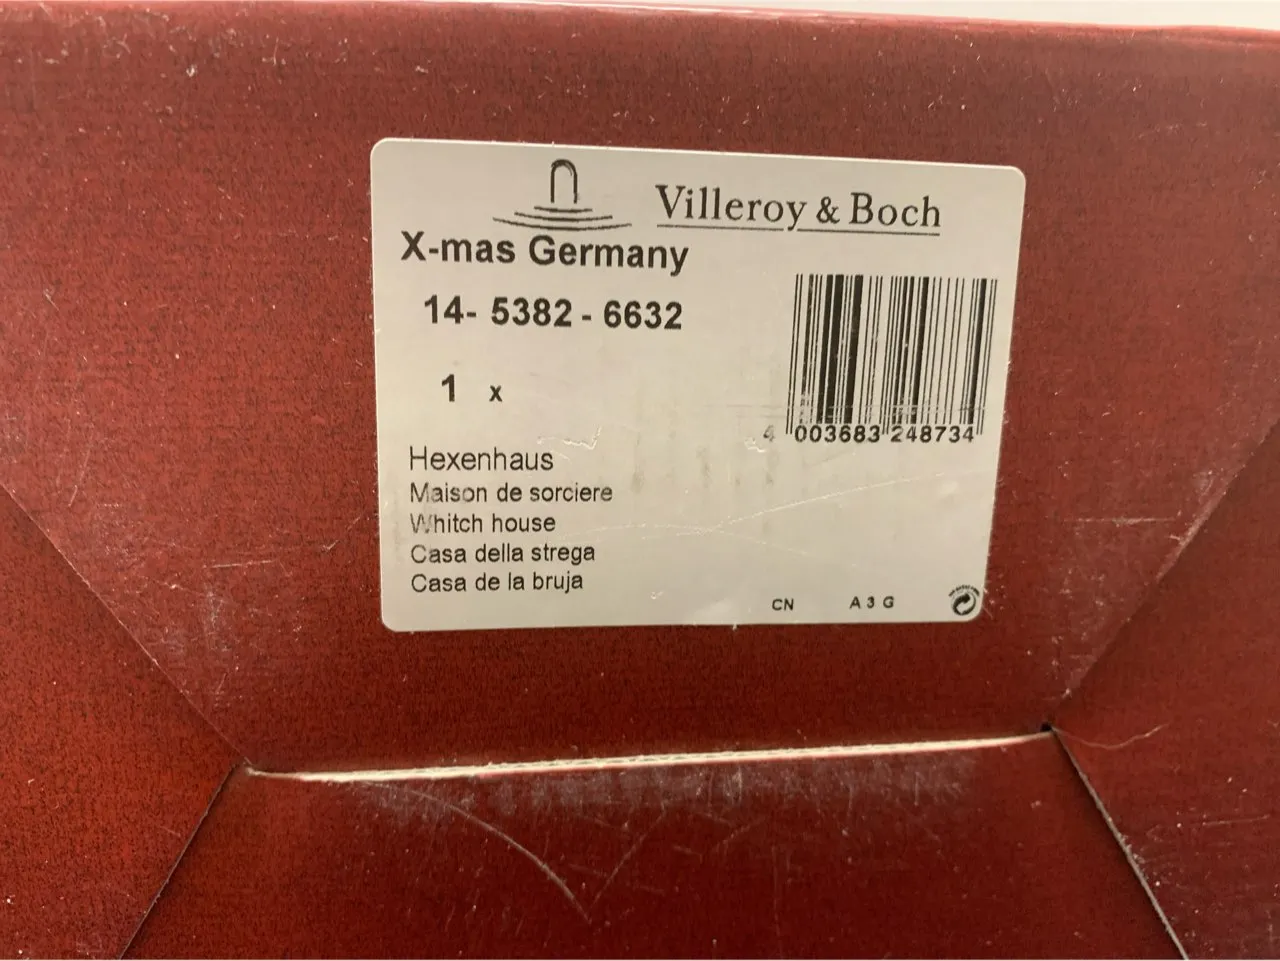 Villeroy & Boch
X-mas Germany
14- 5382 - 6632
1 x
4 003683 248734
Hexenhaus
Maison de sorciere
Whitch house
Casa della strega
Casa de la bruja
CN A 3 G